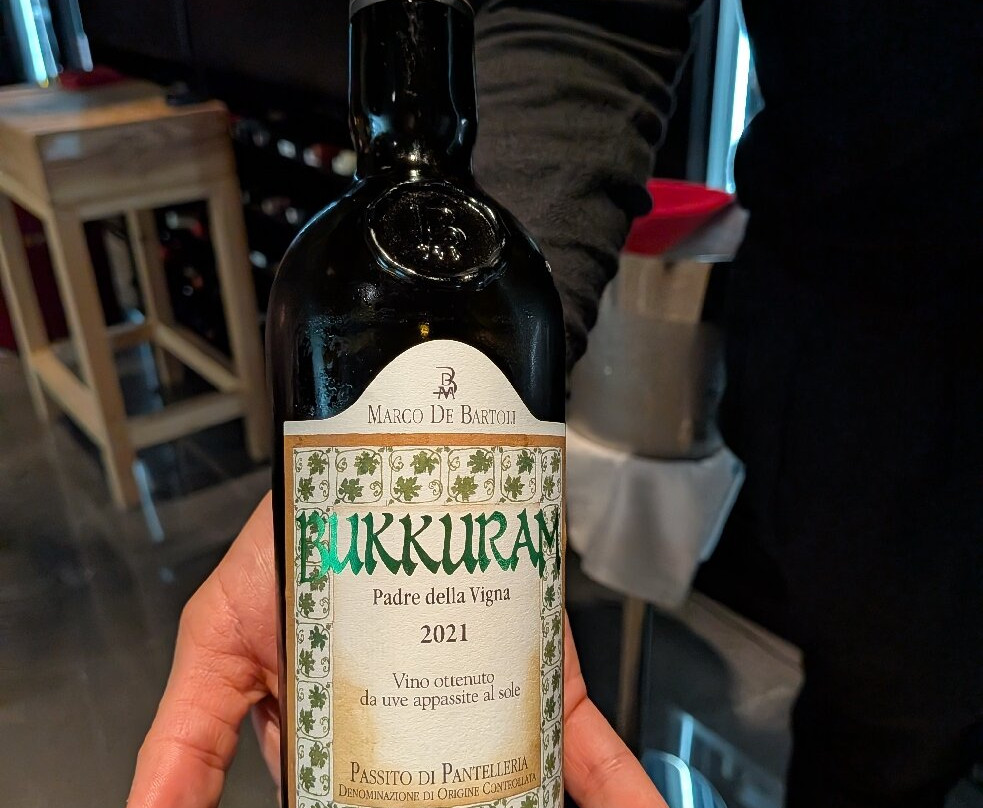 B
M
MARCO DE BARTOLI
BUKKURAM
Padre della Vigna
2021
Vino ottenuto
da uve appassite al sole
PASSITO DI PANTELLERIA
DENOMINAZIONE DI ORIGINE CONTROLLATA